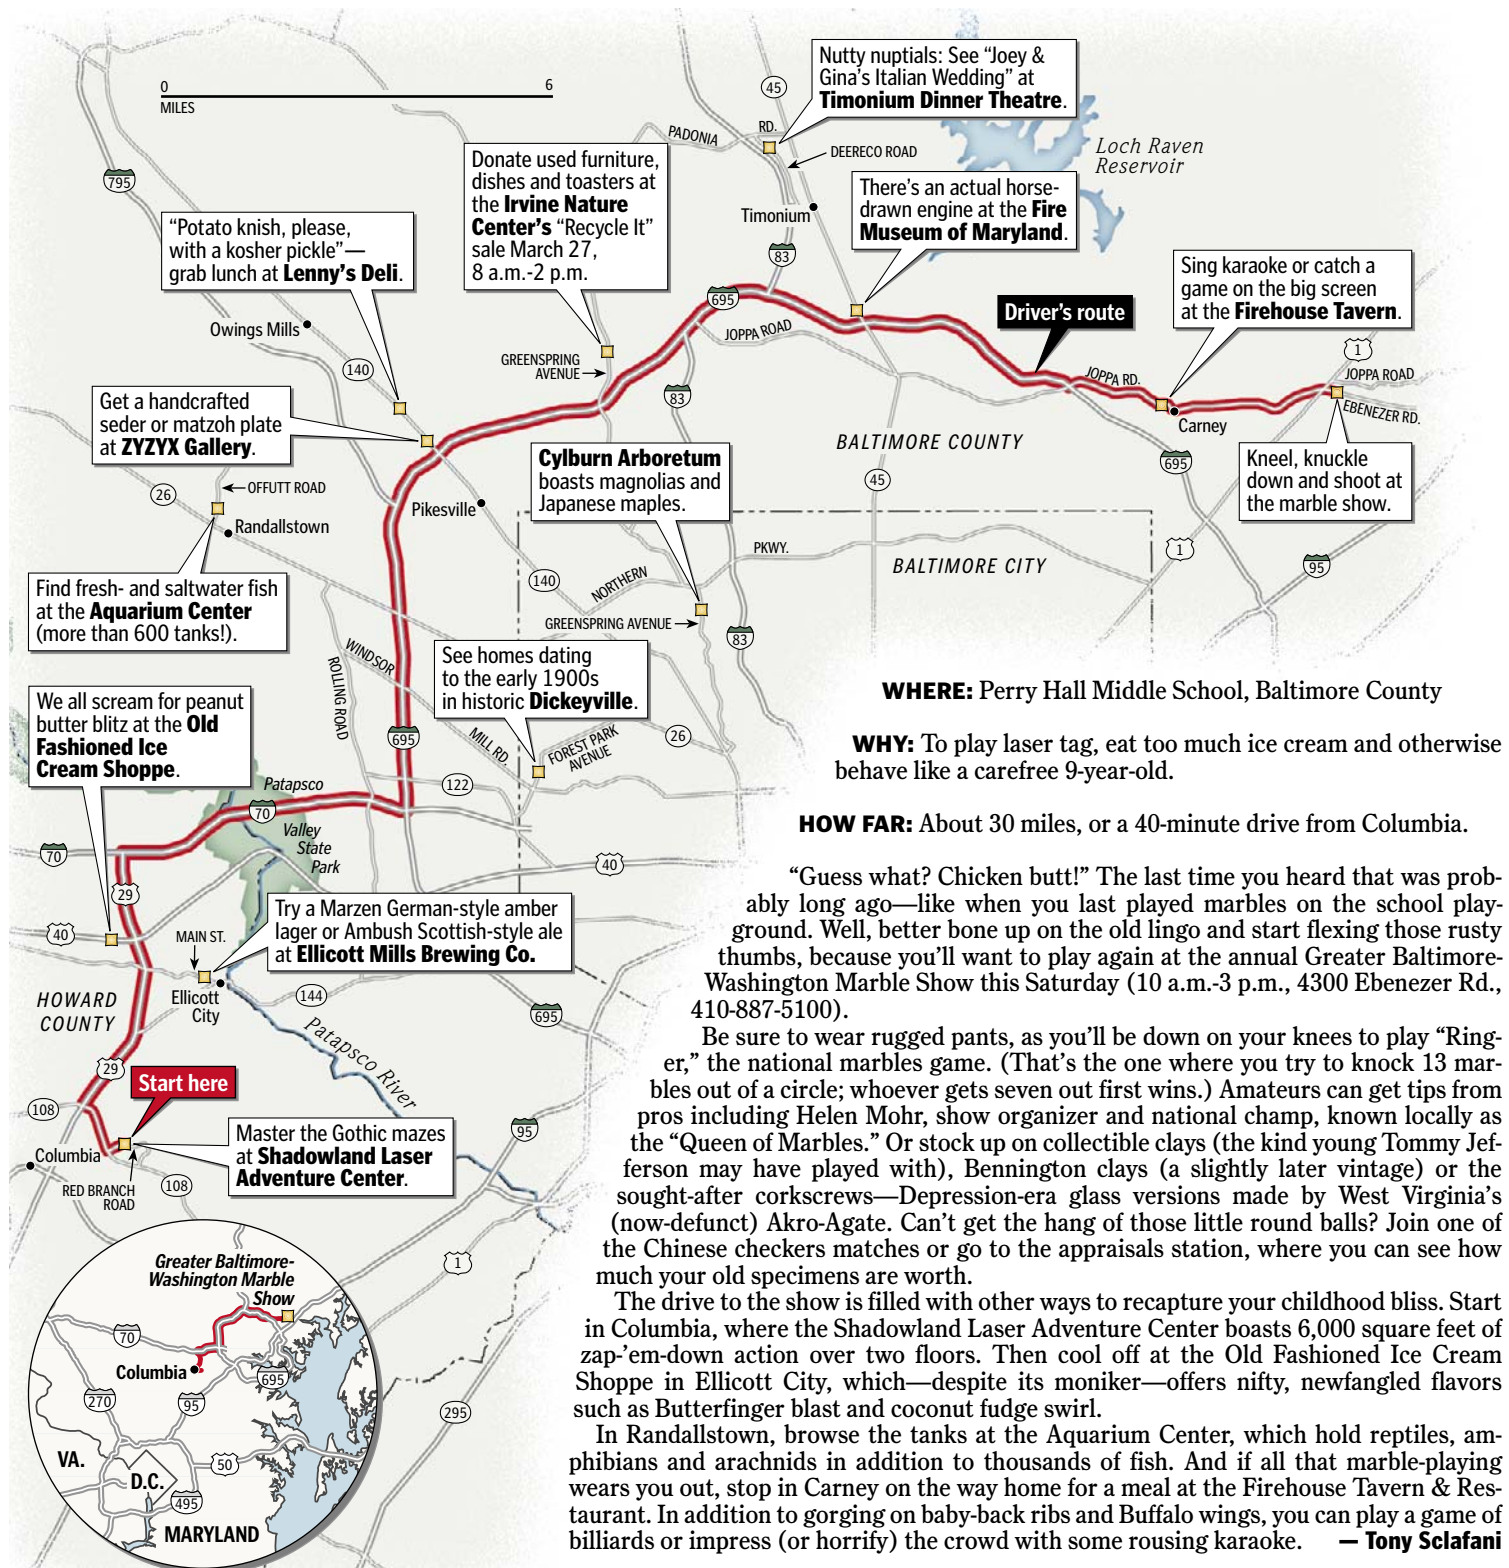 0
6
MILES
Nutty nuptials: See “Joey &
Gina’s Italian Wedding” at
Timonium Dinner Theatre.
45
PADONIA
RD.
DEERECO ROAD
Loch Raven
Reservoir
795
Donate used furniture,
dishes and toasters at
the Irvine Nature
Center’s “Recycle It”
sale March 27,
8 a.m.-2 p.m.
There’s an actual horse-
drawn engine at the Fire
Museum of Maryland.
Timonium
83
“Potato knish, please,
with a kosher pickle”—
grab lunch at Lenny’s Deli.
Sing karaoke or catch a
game on the big screen
at the Firehouse Tavern.
695
Driver’s route
Owings Mills
JOPPA ROAD
1
GREENSPRING
AVENUE
140
JOPPA RD.
JOPPA ROAD
EBENEZER RD.
83
Get a handcrafted
seder or matzoh plate
at ZYZYX Gallery.
Carney
BALTIMORE COUNTY
Cylburn Arboretum
boasts magnolias and
Japanese maples.
695
Kneel, knuckle
down and shoot at
the marble show.
26
OFFUTT ROAD
45
Pikesville
Randallstown
PKWY.
1
BALTIMORE CITY
95
140
NORTHERN
Find fresh- and saltwater fish
at the Aquarium Center
(more than 600 tanks!).
GREENSPRING AVENUE
83
WINDSOR
ROLLING ROAD
See homes dating
to the early 1900s
in historic Dickeyville.
We all scream for peanut
butter blitz at the Old
Fashioned Ice
Cream Shoppe.
695
MILL RD.
FOREST PARK
AVENUE
26
122
Patapsco
70
Valley
State
Park
70
40
29
Try a Marzen German-style amber
lager or Ambush Scottish-style ale
at Ellicott Mills Brewing Co.
40
MAIN ST.
Ellicott
City
144
HOWARD
COUNTY
695
Patapsco River
29
Start here
108
95
Master the Gothic mazes
at Shadowland Laser
Adventure Center.
Columbia
RED BRANCH
ROAD
108
1
295
Greater Baltimore-
Washington Marble
Show
70
Columbia
695
270
95
VA.
50
D.C.
495
MARYLAND
WHERE: Perry Hall Middle School, Baltimore County
WHY: To play laser tag, eat too much ice cream and otherwise
behave like a carefree 9-year-old.
HOW FAR: About 30 miles, or a 40-minute drive from Columbia.
“Guess what? Chicken butt!” The last time you heard that was prob-
ably long ago—like when you last played marbles on the school play-
ground. Well, better bone up on the old lingo and start flexing those rusty
thumbs, because you’ll want to play again at the annual Greater Baltimore-
Washington Marble Show this Saturday (10 a.m.-3 p.m., 4300 Ebenezer Rd.,
410-887-5100).
Be sure to wear rugged pants, as you’ll be down on your knees to play “Ring-
er,” the national marbles game. (That’s the one where you try to knock 13 mar-
bles out of a circle; whoever gets seven out first wins.) Amateurs can get tips from
pros including Helen Mohr, show organizer and national champ, known locally as
the “Queen of Marbles.” Or stock up on collectible clays (the kind young Tommy Jef-
ferson may have played with), Bennington clays (a slightly later vintage) or the
sought-after corkscrews—Depression-era glass versions made by West Virginia’s
(now-defunct) Akro-Agate. Can’t get the hang of those little round balls? Join one of
the Chinese checkers matches or go to the appraisals station, where you can see how
much your old specimens are worth.
The drive to the show is filled with other ways to recapture your childhood bliss. Start
in Columbia, where the Shadowland Laser Adventure Center boasts 6,000 square feet of
zap-’em-down action over two floors. Then cool off at the Old Fashioned Ice Cream
Shoppe in Ellicott City, which—despite its moniker—offers nifty, newfangled flavors
such as Butterfinger blast and coconut fudge swirl.
In Randallstown, browse the tanks at the Aquarium Center, which hold reptiles, am-
phibians and arachnids in addition to thousands of fish. And if all that marble-playing
wears you out, stop in Carney on the way home for a meal at the Firehouse Tavern & Res-
taurant. In addition to gorging on baby-back ribs and Buffalo wings, you can play a game of
billiards or impress (or horrify) the crowd with some rousing karaoke. — Tony Sclafani